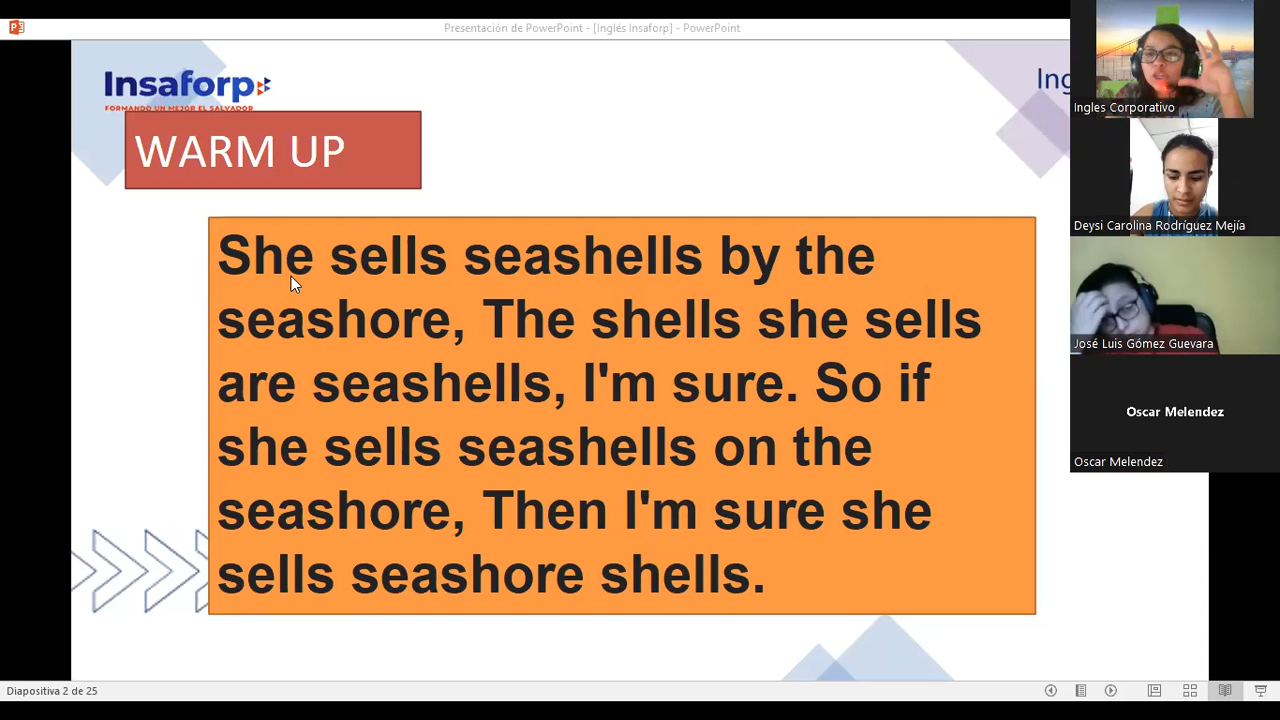 Presentación de PowerPoint - [Inglés Insaforp] - PowerPoint
Insaforp
FORMANDO UN MEJOR EL SALVADOR
Ing
WARM UP
She sells seashells by the
seashore, The shells she sells
are seashells, I'm sure. So if
she sells seashells on the
seashore, Then I'm sure she
sells seashore shells.
Ingles Corporativo
Deysi Carolina Rodríguez Mejía
José Luis Gómez Guevara
Oscar Melendez
Oscar Melendez
Diapositiva 2 de 25